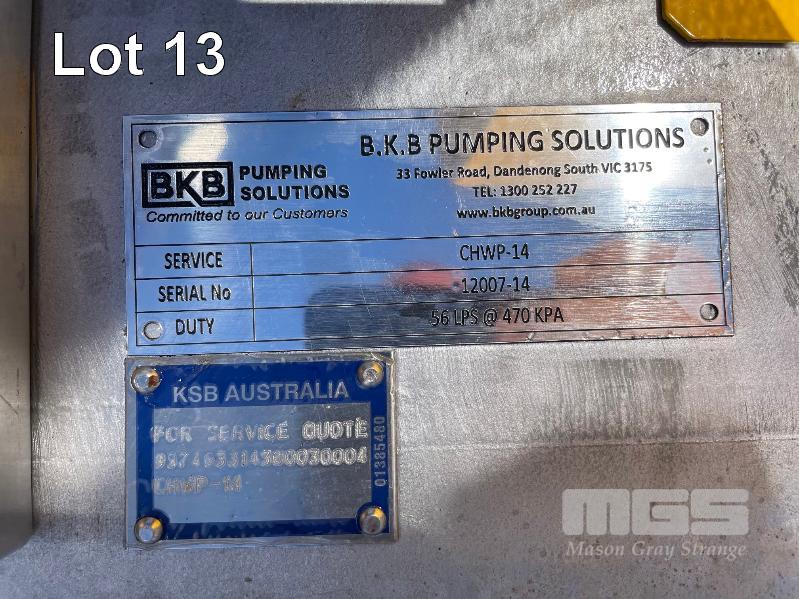 Lot 13
B.K.B PUMPING SOLUTIONS
33 Fowler Road, Dandenong South VIC 3175
TEL: 1300 252 227
www.bkbgroup.com.au
BKB PUMPING SOLUTIONS
Committed to our Customers
SERVICE CHWP-14
SERIAL No 12007-14
DUTY 56 LPS @ 470 KPA
KSB AUSTRALIA
FOR SERVICE QUOTE
CHWP-14
01385480
MGS
Mason Gray Strange